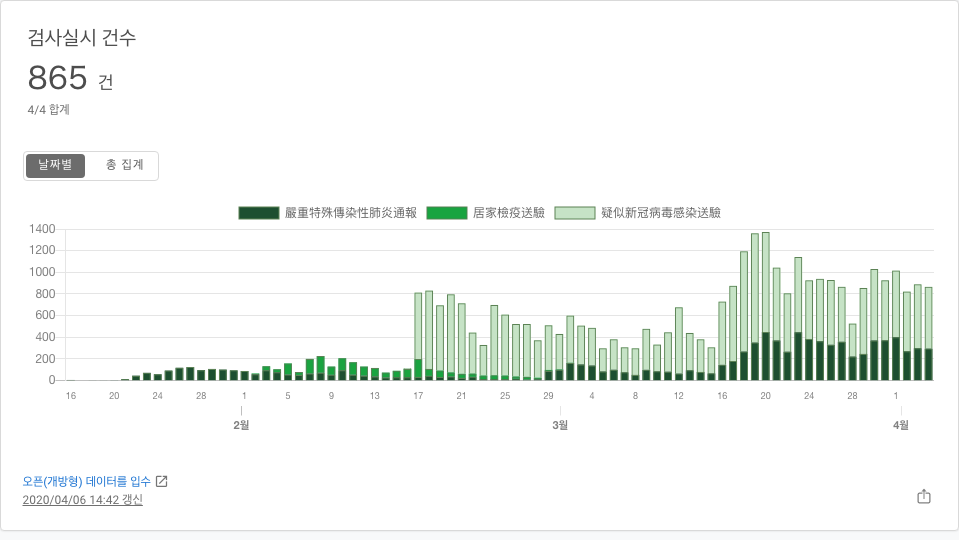 검사실시 건수
865 건
4/4 합계
날짜별 총 집계
嚴重特殊傳染性肺炎通報 居家檢疫送驗 疑似新冠病毒感染送驗
1400
1200
1000
800
600
400
200
0
16 20 24 28 1 5 9 13 17 21 25 29 4 8 12 16 20 24 28 1
2월 3월 4월
오픈(개방형) 데이터를 입수
2020/04/06 14:42 갱신